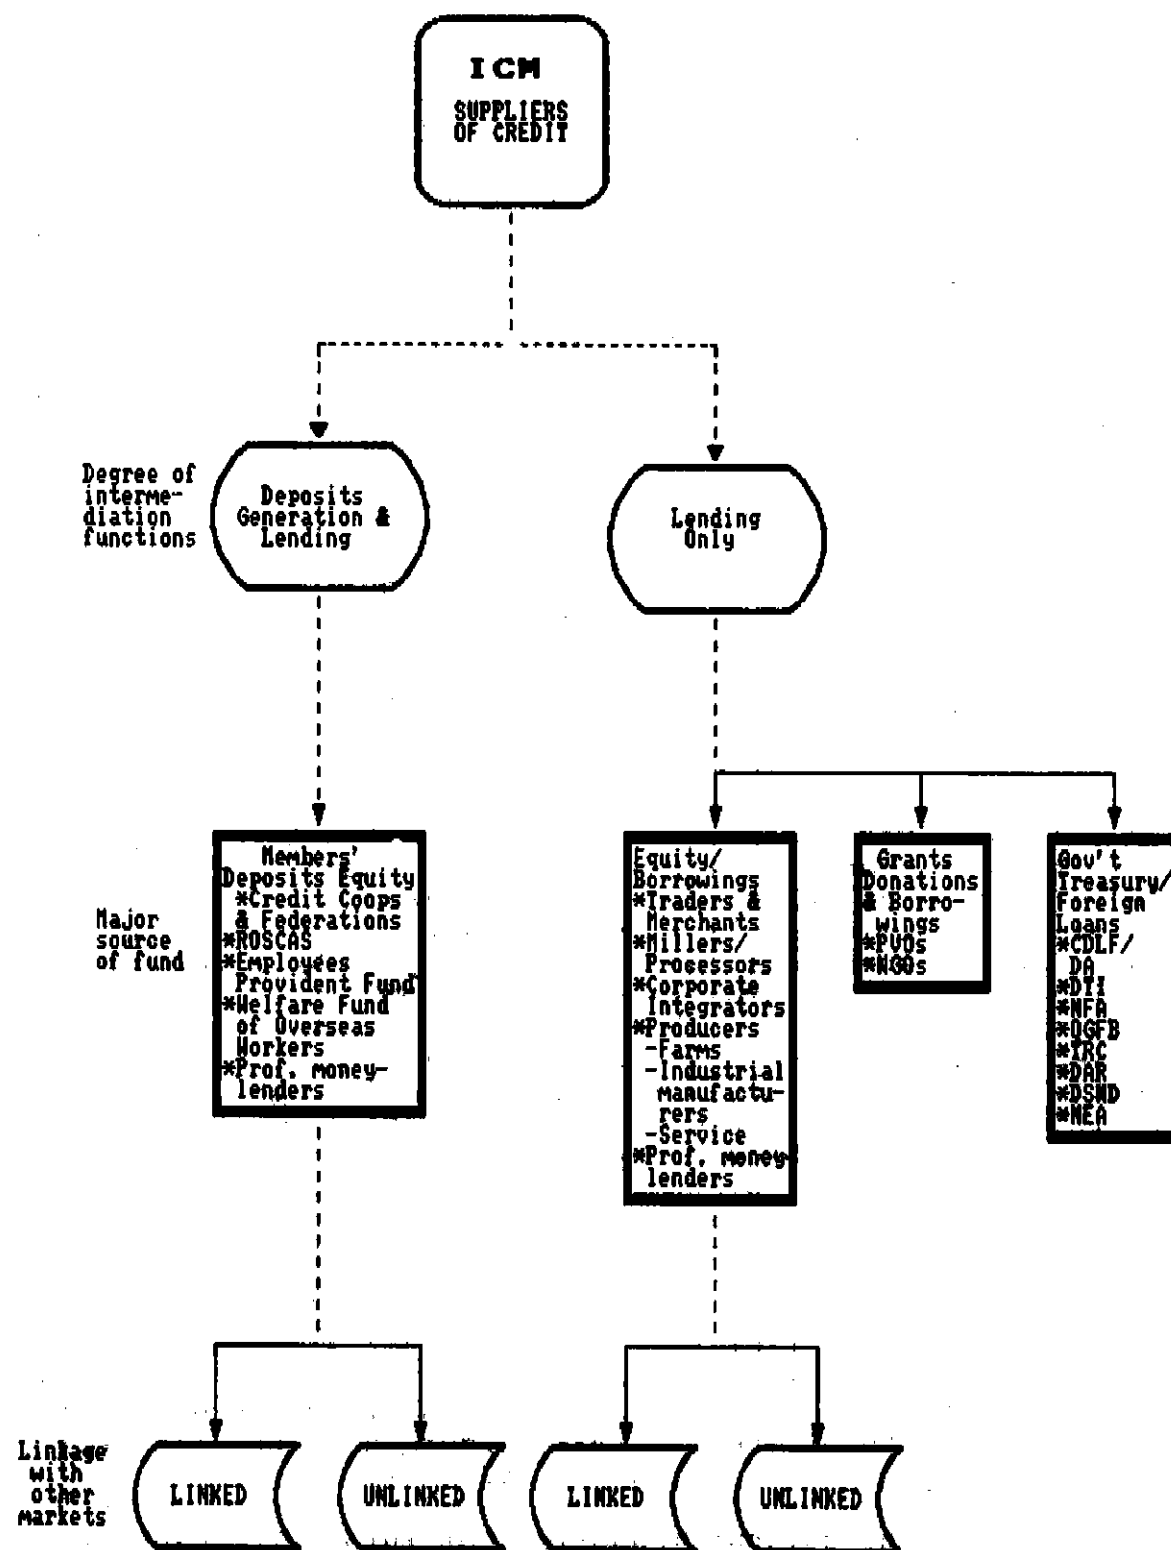 ICM
SUPPLIERS
OF CREDIT
Degree of
interme-
diation
functions
Deposits
Generation &
Lending
Lending
Only
Major
source
of fund
Members'
Deposits Equity
*Credit Coops
& Federations
*ROSCAS
*Employees
Provident Fund
*Welfare Fund
of Overseas
Workers
*Prof. money-
lenders
Equity/
Borrowings
*Traders &
Merchants
*Millers/
Processors
*Corporate
Integrators
*Producers
-Farms
-Industrial
manufactu-
rers
-Service
*Prof. money-
lenders
Grants
Donations
& Borro-
wings
*PVOs
*NGOs
Gov't
Treasury/
Foreign
Loans
*CDLF/
DA
*DTI
*NFA
*QGFB
*TRC
*DAR
*DSWD
*NEA
Linkage
with
other
markets
LINKED
UNLINKED
LINKED
UNLINKED